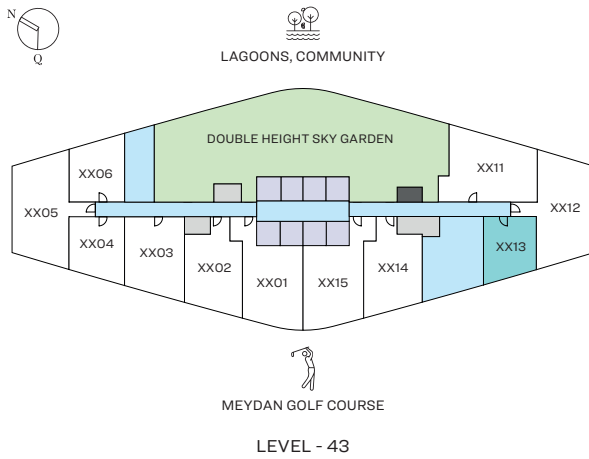 N
Q
LAGOONS, COMMUNITY
DOUBLE HEIGHT SKY GARDEN
XX06
XX11
XX05
XX12
XX04
XX03
XX02
XX01
XX15
XX14
XX13
MEYDAN GOLF COURSE
LEVEL - 43